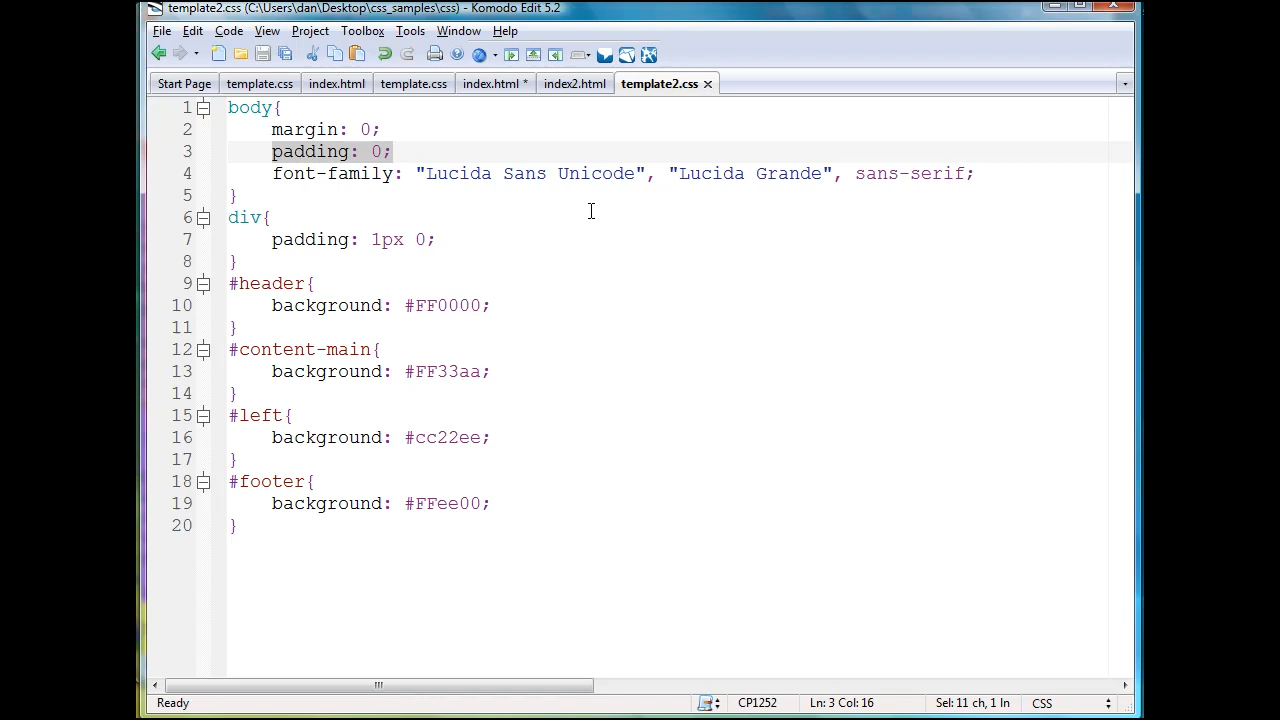 template2.css (C:\Users\dan\Desktop\css_samples\css) - Komodo Edit 5.2
File Edit Code View Project Toolbox Tools Window Help
Start Page template.css index.html template.css index.html * index2.html template2.css
1 body{
2 margin: 0;
3 padding: 0;
4 font-family: "Lucida Sans Unicode", "Lucida Grande", sans-serif;
5 }
6 div{
7 padding: 1px 0;
8 }
9 #header{
10 background: #FF0000;
11 }
12 #content-main{
13 background: #FF33aa;
14 }
15 #left{
16 background: #cc22ee;
17 }
18 #footer{
19 background: #FFee00;
20 }
Ready CP1252 Ln: 3 Col: 16 Sel: 11 ch, 1 ln CSS